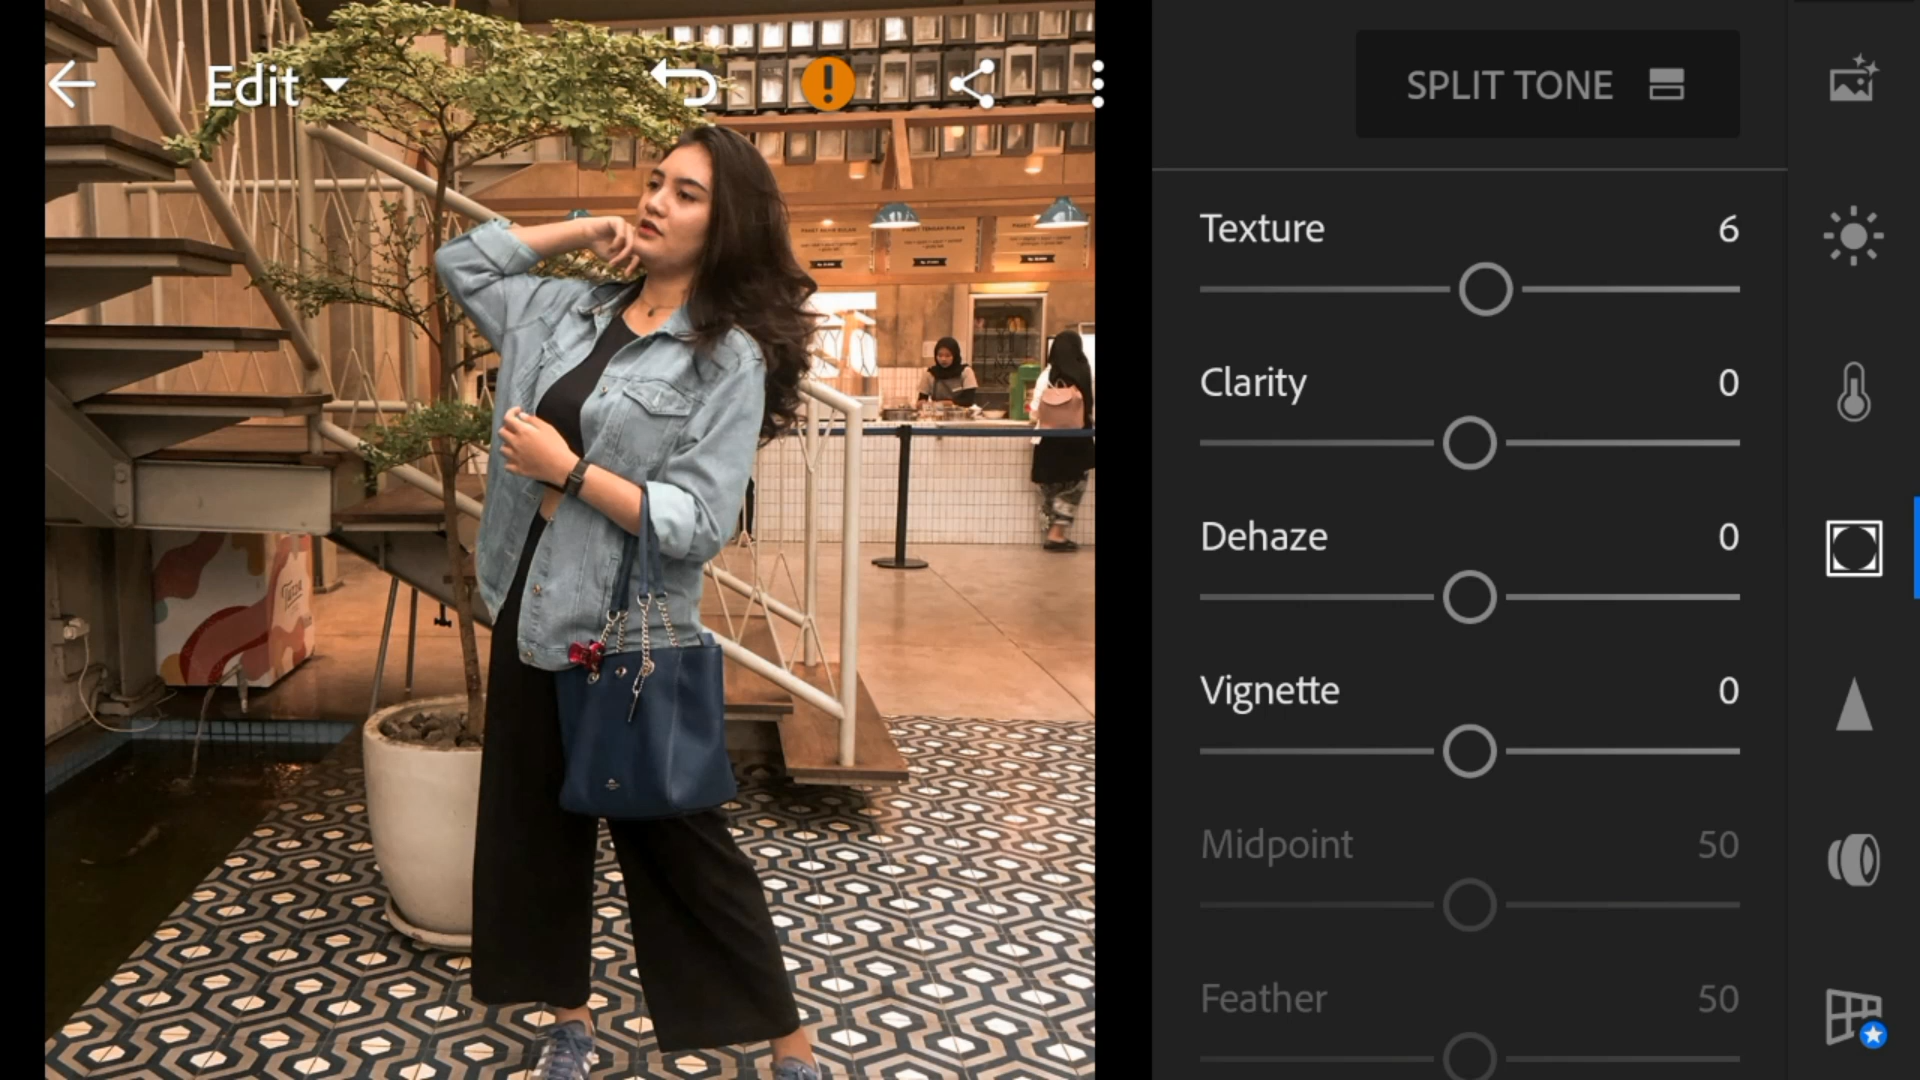 Edit
SPLIT TONE
Texture 6
Clarity 0
Dehaze 0
Vignette 0
Midpoint 50
Feather 50